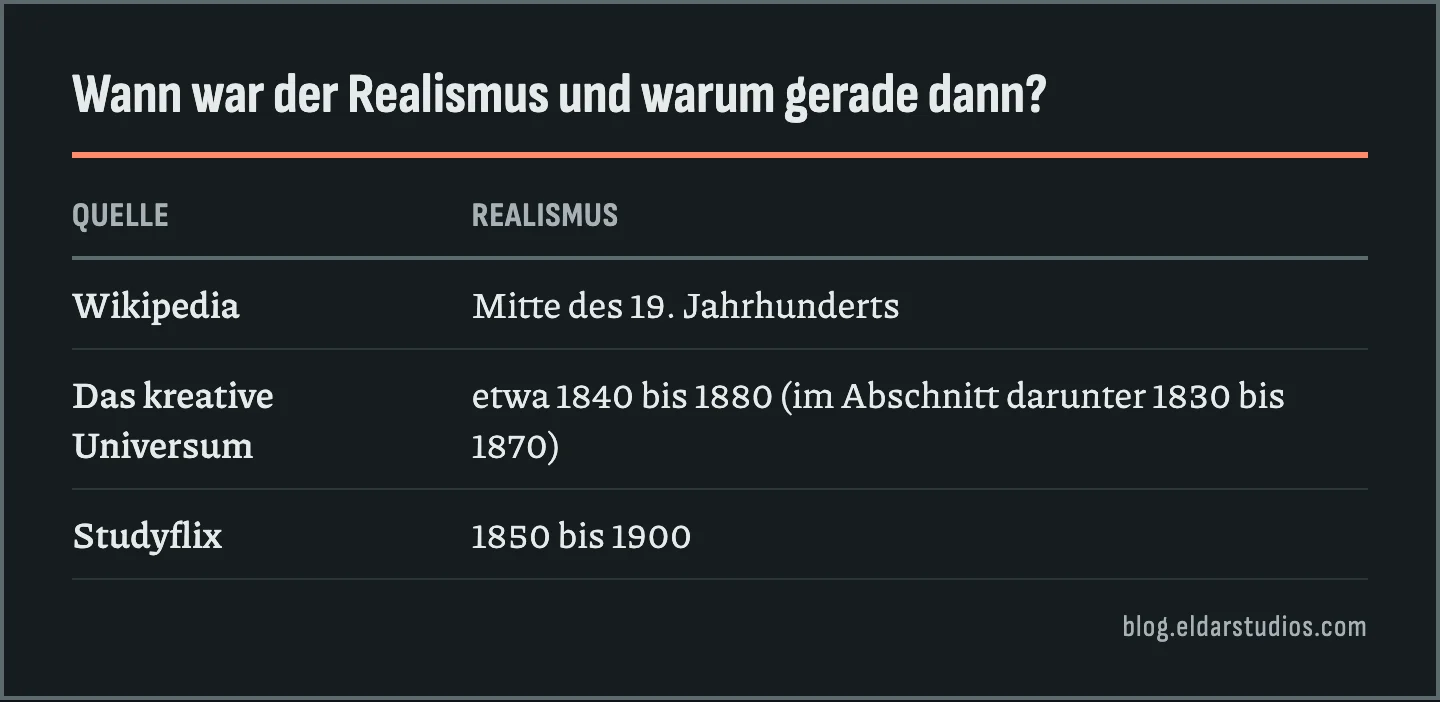 Wann war der Realismus und warum gerade dann?
QUELLE REALISMUS
Wikipedia Mitte des 19. Jahrhunderts
Das kreative etwa 1840 bis 1880 (im Abschnitt darunter 1830 bis
Universum 1870)
Studyflix 1850 bis 1900
blog.eldarstudios.com